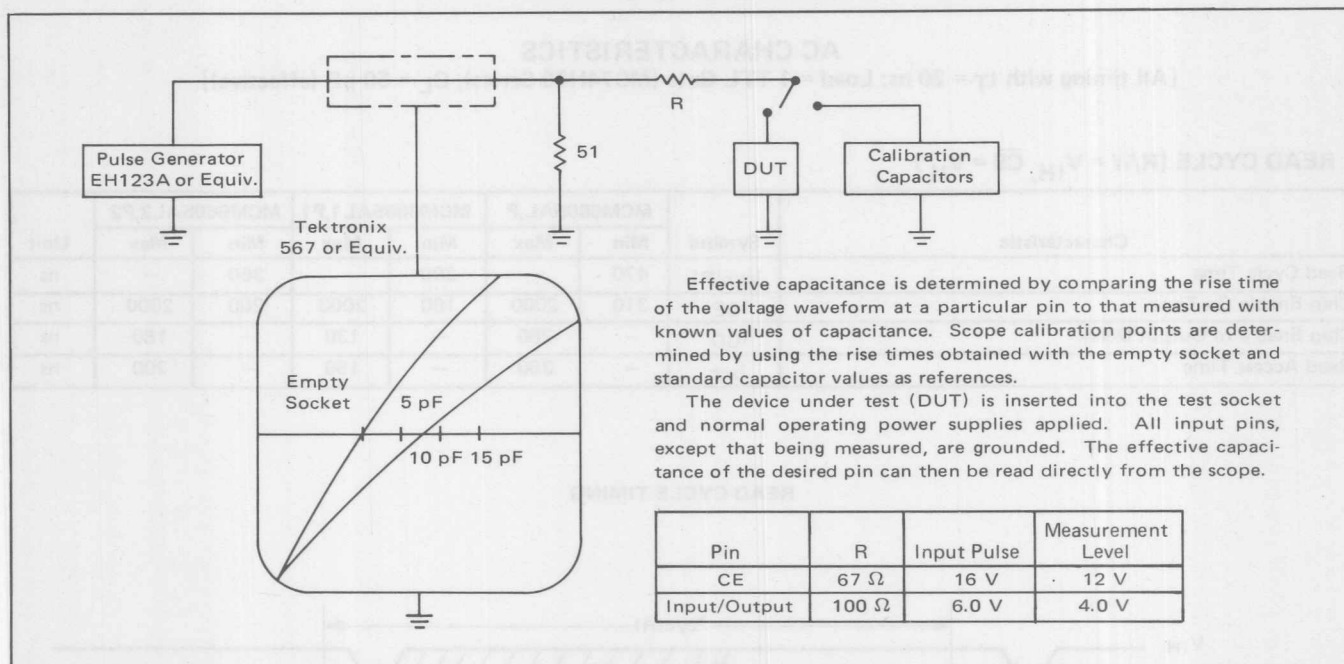 R
51
Pulse Generator
EH123A or Equiv.
DUT
Calibration
Capacitors
Tektronix
567 or Equiv.
Empty
Socket
5 pF
10 pF 15 pF
Effective capacitance is determined by comparing the rise time
of the voltage waveform at a particular pin to that measured with
known values of capacitance. Scope calibration points are deter-
mined by using the rise times obtained with the empty socket and
standard capacitor values as references.
The device under test (DUT) is inserted into the test socket
and normal operating power supplies applied. All input pins,
except that being measured, are grounded. The effective capaci-
tance of the desired pin can then be read directly from the scope.
Pin R Input Pulse Measurement Level
CE 67 Ω 16 V 12 V
Input/Output 100 Ω 6.0 V 4.0 V